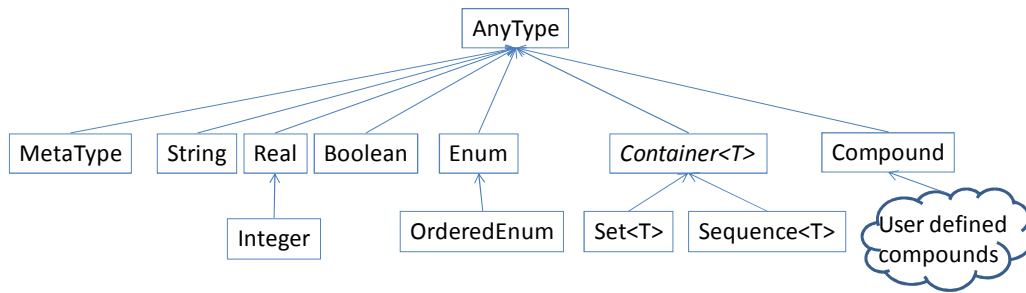 AnyType
MetaType
String
Real
Boolean
Enum
Container<T>
Compound
Integer
OrderedEnum
Set<T>
Sequence<T>
User defined
compounds